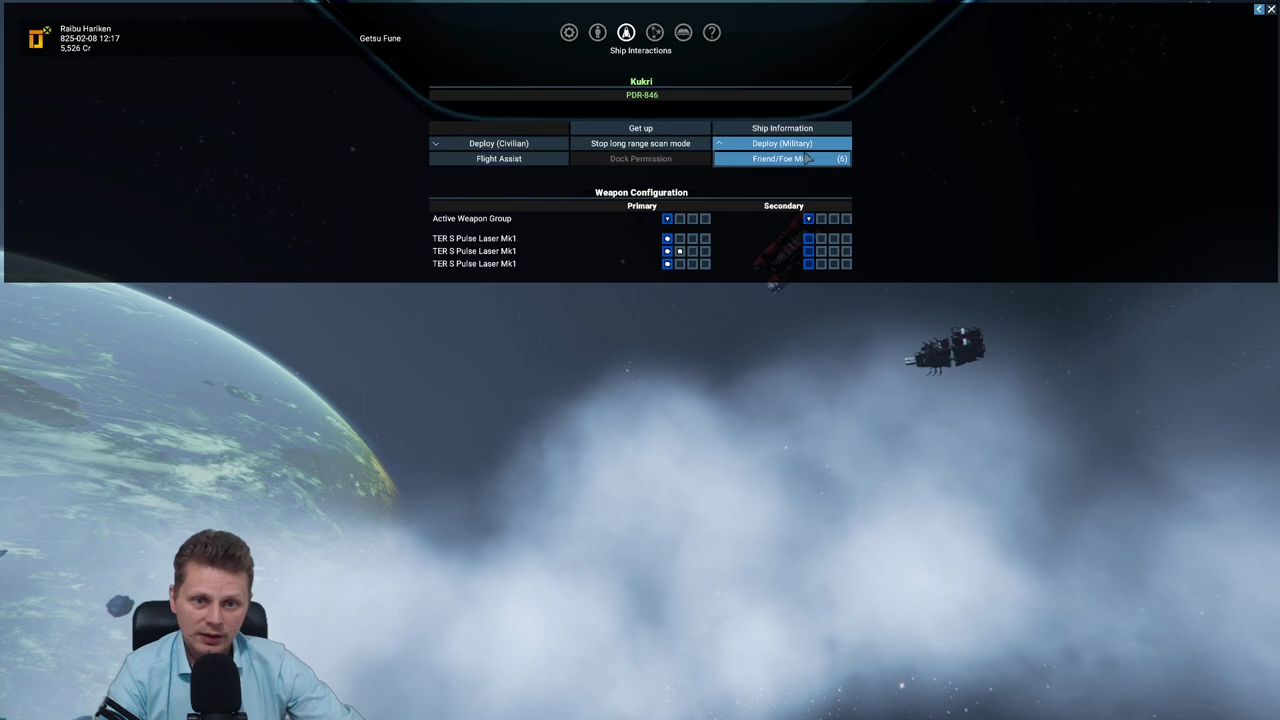 Raibu Hariken
825-02-08 12:17
5,526 Cr
Getsu Fune
Ship Interactions
Kukri
PDR-846
Get up
Ship Information
Deploy (Civilian)
Stop long range scan mode
Deploy (Military)
Flight Assist
Dock Permission
Friend/Foe (6)
Weapon Configuration
Primary
Secondary
Active Weapon Group
TER S Pulse Laser Mk1
TER S Pulse Laser Mk1
TER S Pulse Laser Mk1